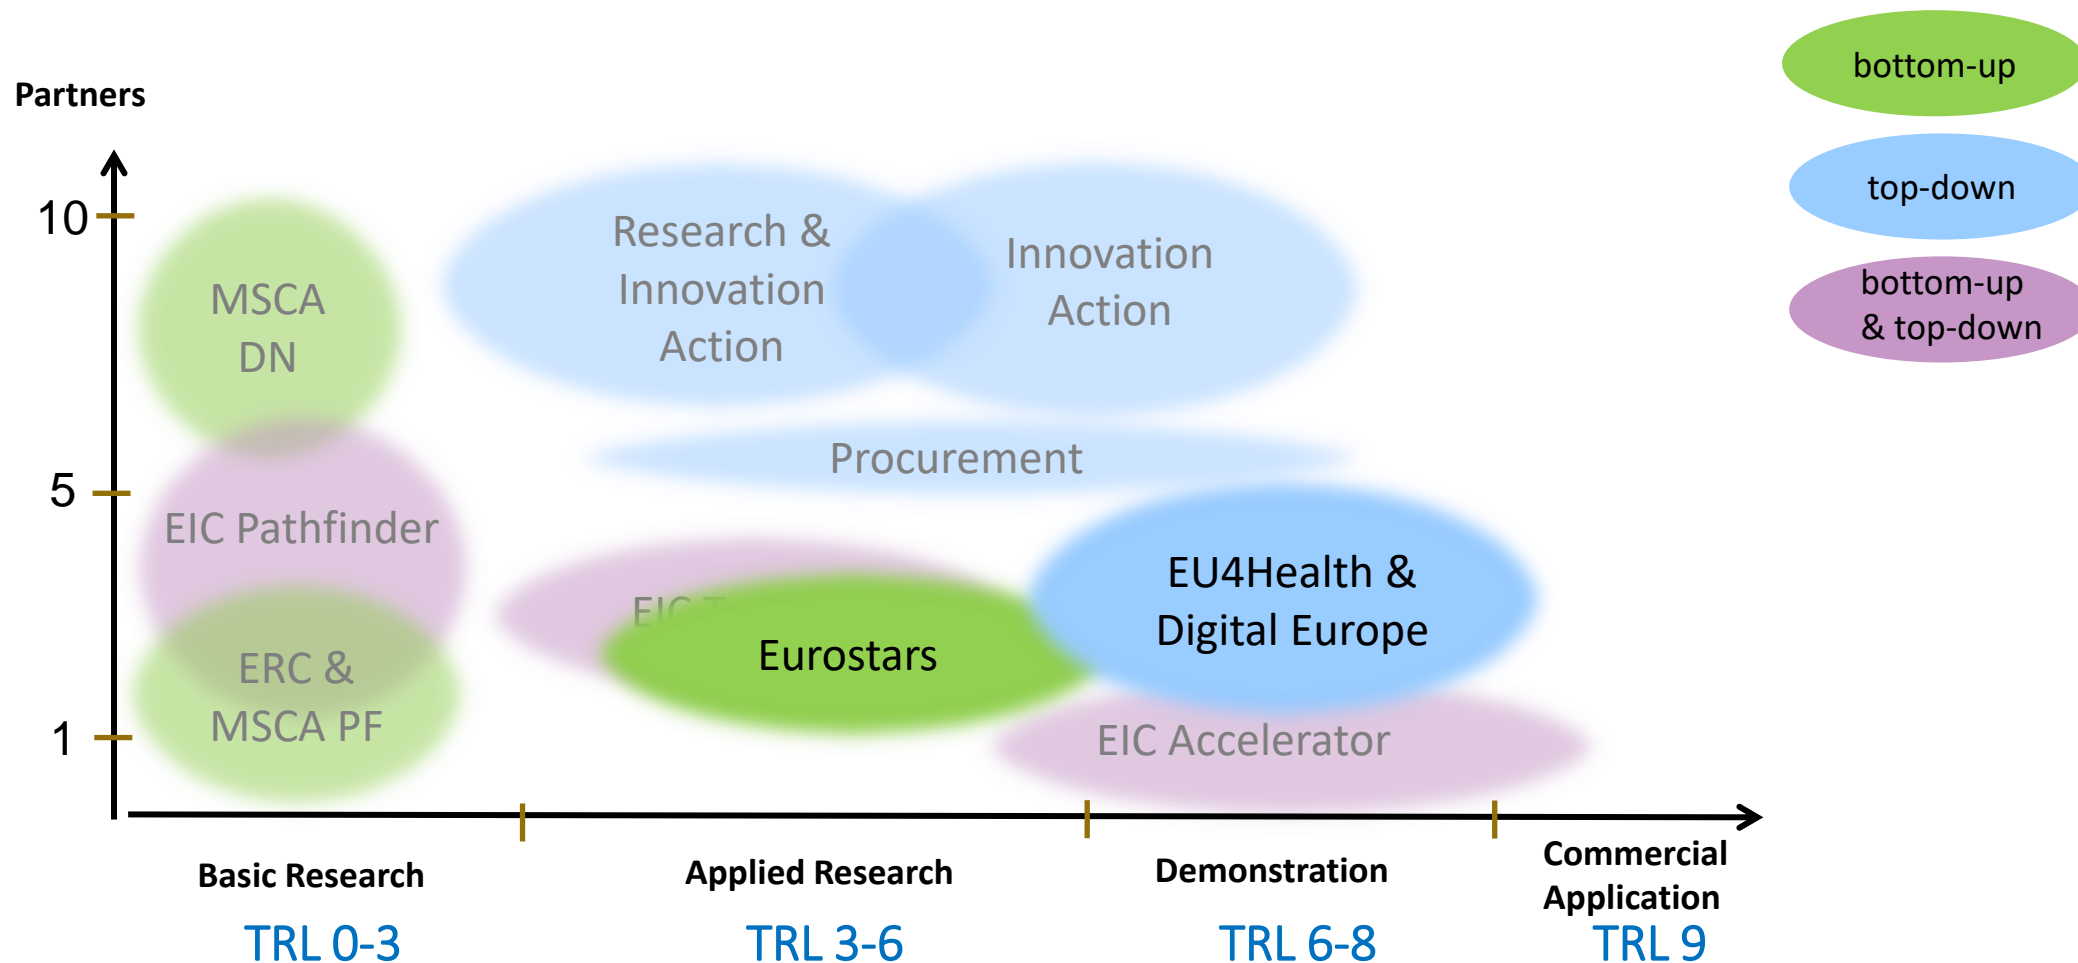 bottom-up
top-down
bottom-up
& top-down
Partners
10
5
1
MSCA
DN
Research &
Innovation
Action
Innovation
Action
Procurement
EIC Pathfinder
EIC
Eurostars
EU4Health &
Digital Europe
ERC &
MSCA PF
EIC Accelerator
Basic Research
Applied Research
Demonstration
Commercial
Application
TRL 0-3
TRL 3-6
TRL 6-8
TRL 9